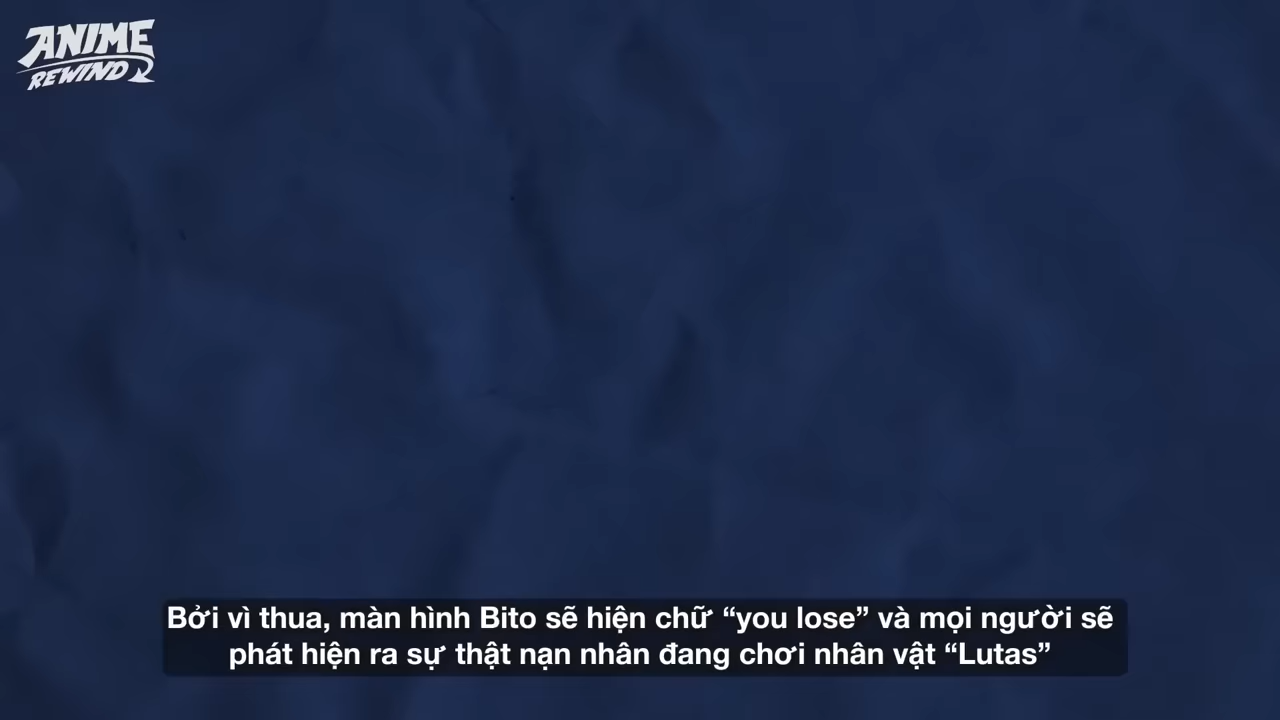 ANIME
REWIND
Bởi vì thua, màn hình Bito sẽ hiện chữ “you lose” và mọi người sẽ
phát hiện ra sự thật nạn nhân đang chơi nhân vật “Lutas”